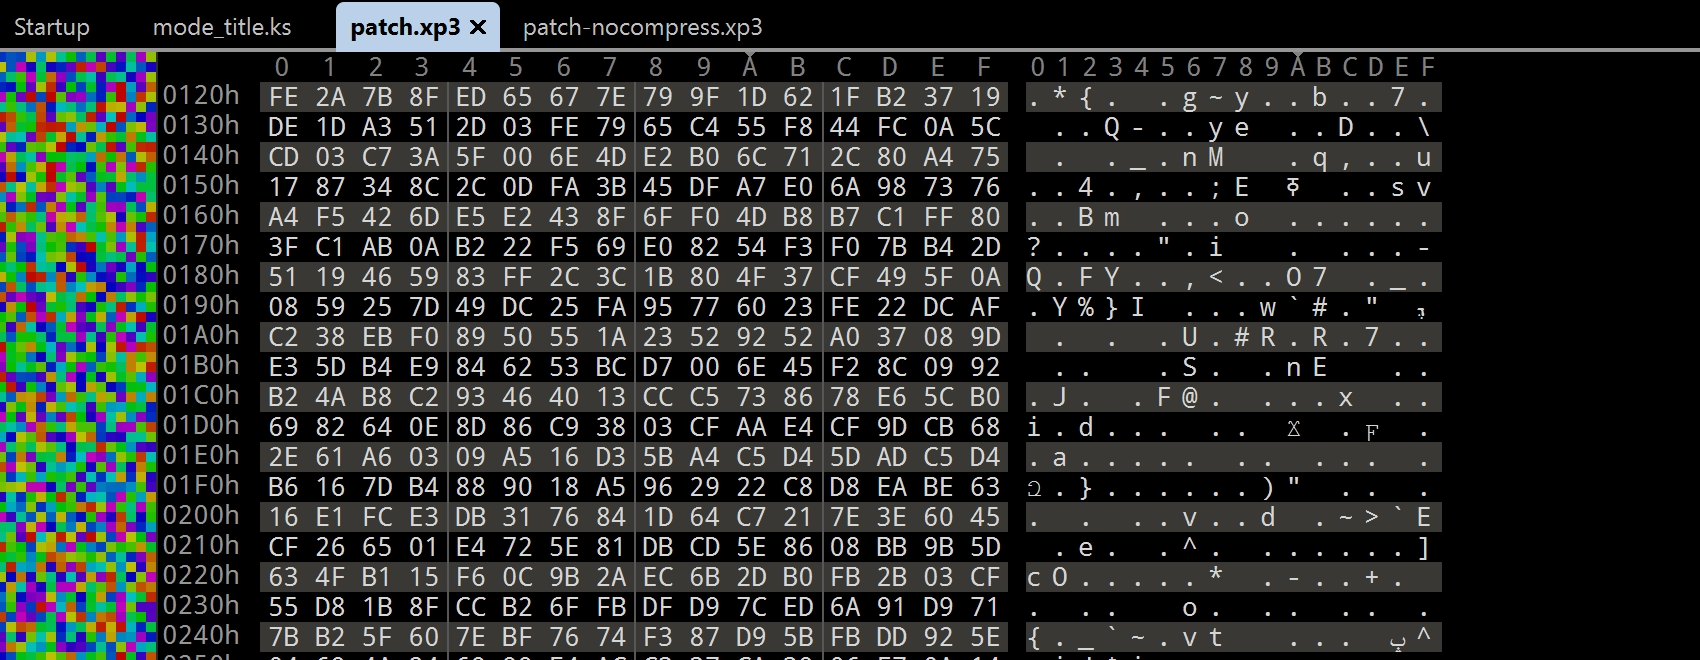 Startup mode_title.ks patch.xp3 × patch-nocompress.xp3
0 1 2 3 4 5 6 7 8 9 A B C D E F 0 1 2 3 4 5 6 7 8 9 A B C D E F
0120h FE 2A 7B 8F ED 65 67 7E 79 9F 1D 62 1F B2 37 19 . * { . . g ~ y . . b . . 7 .
0130h DE 1D A3 51 2D 03 FE 79 65 C4 55 F8 44 FC 0A 5C . . Q - . . y e . . D . . \
0140h CD 03 C7 3A 5F 00 6E 4D E2 B0 6C 71 2C 80 A4 75 . . _ . n M . q , . . u
0150h 17 87 34 8C 2C 0D FA 3B 45 DF A7 E0 6A 98 73 76 . . 4 . , . . ; E . . s v
0160h A4 F5 42 6D E5 E2 43 8F 6F F0 4D B8 B7 C1 FF 80 . . B m . . o . . . . . .
0170h 3F C1 AB 0A B2 22 F5 69 E0 82 54 F3 F0 7B B4 2D ? . . . . " . i . . . . . -
0180h 51 19 46 59 83 FF 2C 3C 1B 80 4F 37 CF 49 5F 0A Q . F Y . . , < . . O 7 . _ .
0190h 08 59 25 7D 49 DC 25 FA 95 77 60 23 FE 22 DC AF . Y % } I . . . w ` # . "
01A0h C2 38 EB F0 89 50 55 1A 23 52 92 52 A0 37 08 9D . . . U . # R . R . 7 . .
01B0h E3 5D B4 E9 84 62 53 BC D7 00 6E 45 F2 8C 09 92 . . . S . . n E . .
01C0h B2 4A B8 C2 93 46 40 13 CC C5 73 86 78 E6 5C B0 . J . . F @ . . . . x . .
01D0h 69 82 64 0E 8D 86 C9 38 03 CF AA E4 CF 9D CB 68 i . d . . . . . . .
01E0h 2E 61 A6 03 09 A5 16 D3 5B A4 C5 D4 5D AD C5 D4 . a . . . . . . . . . .
01F0h B6 16 7D B4 88 90 18 A5 96 29 22 C8 D8 EA BE 63 . } . . . . . . ) " . . .
0200h 16 E1 FC E3 DB 31 76 84 1D 64 C7 21 7E 3E 60 45 . . . . v . . d . ~ > ` E
0210h CF 26 65 01 E4 72 5E 81 DB CD 5E 86 08 BB 9B 5D . e . . ^ . . . . . . . ]
0220h 63 4F B1 15 F6 0C 9B 2A EC 6B 2D B0 FB 2B 03 CF c O . . . . . * . - . . + .
0230h 55 D8 1B 8F CC B2 6F FB DF D9 7C ED 6A 91 D9 71 . . . o . . . . .
0240h 7B B2 5F 60 7E BF 76 74 F3 87 D9 5B FB DD 92 5E { . _ ` ~ . v t . . . . ^